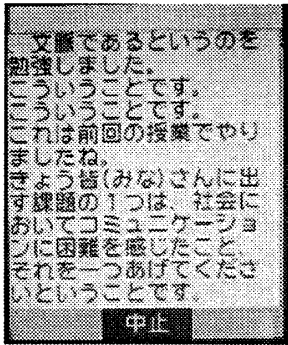 文脈であるというのを
勉強しました。
こういうことです。
こういうことです。
これは前回の授業でやり
ましたね。
きょう皆(みな)さんに出
す課題の1つは、社会に
おいてコミュニケーショ
ンに困難を感じたこと、
それを一つあげてくださ
いということです。
中止